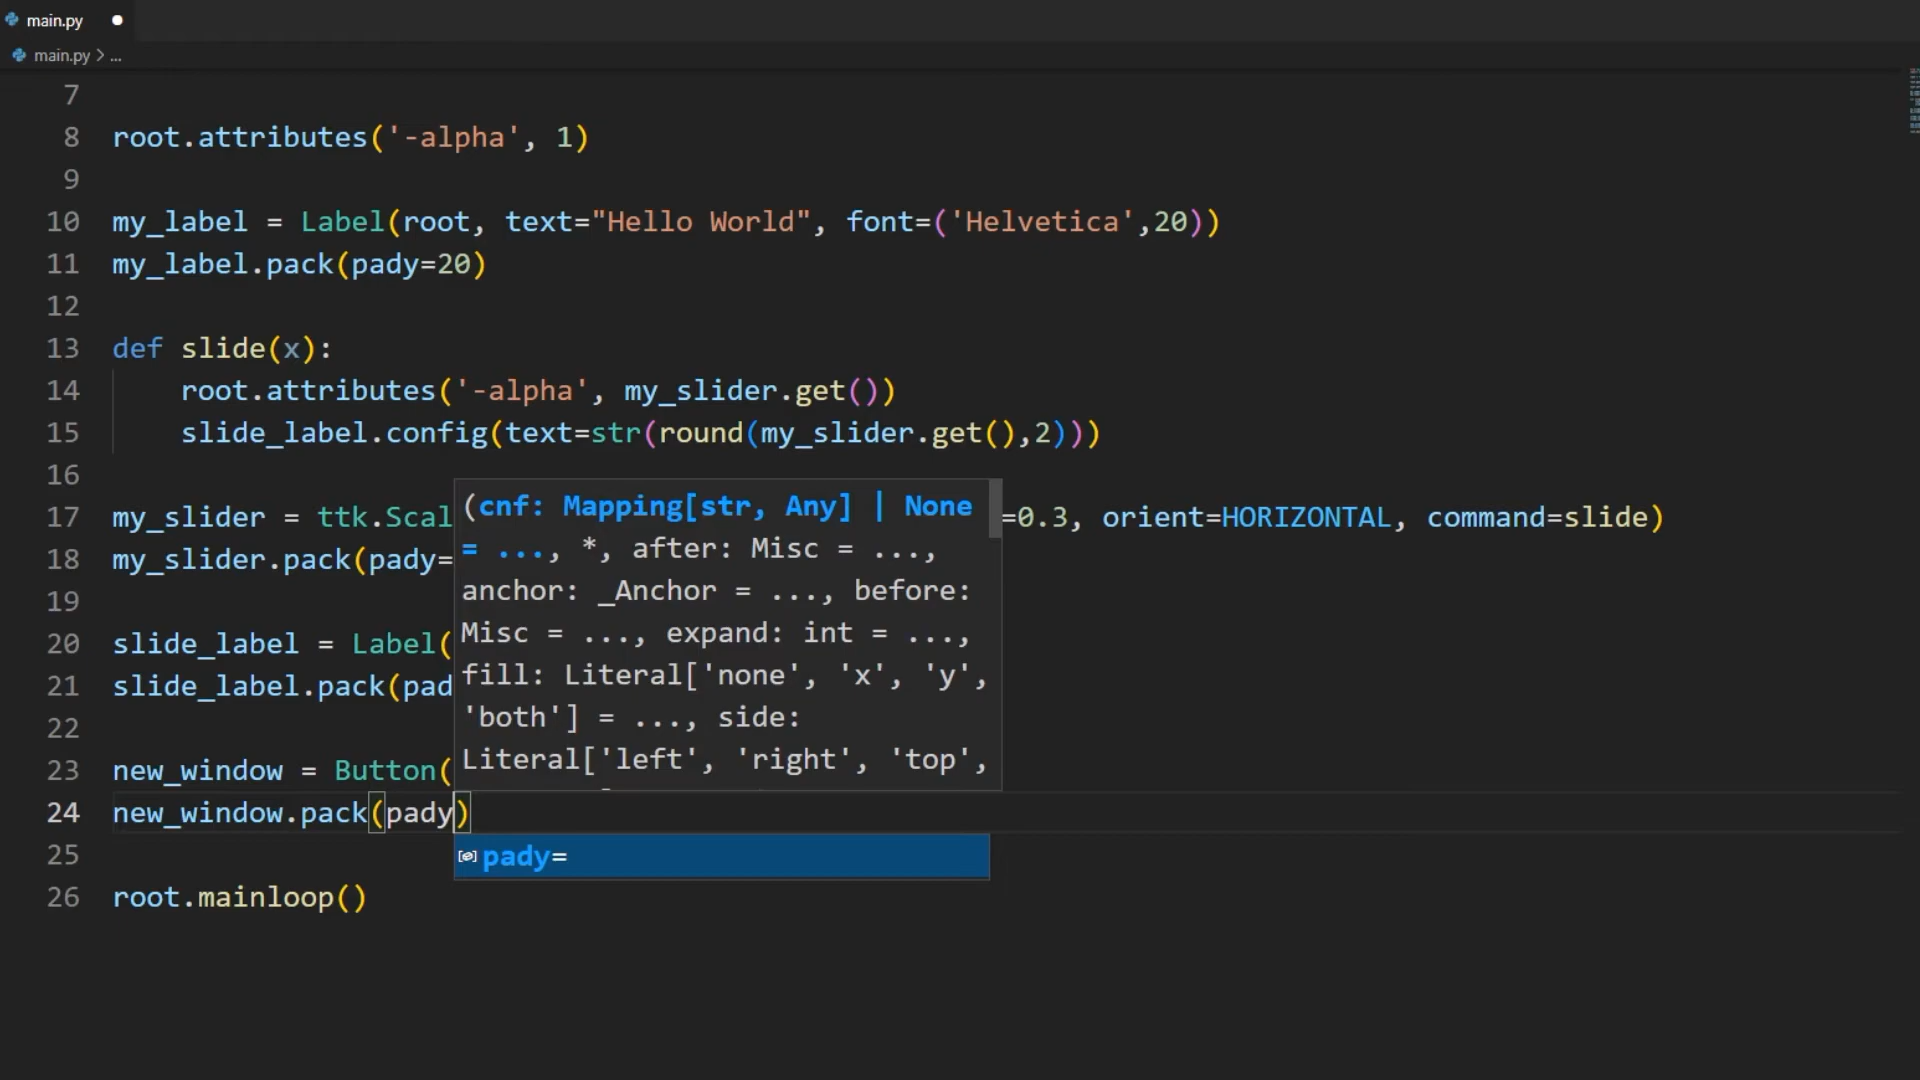 main.py
main.py > ...
7
8 root.attributes('-alpha', 1)
9
10 my_label = Label(root, text="Hello World", font=('Helvetica',20))
11 my_label.pack(pady=20)
12
13 def slide(x):
14 root.attributes('-alpha', my_slider.get())
15 slide_label.config(text=str(round(my_slider.get(),2)))
16
(cnf: Mapping[str, Any] | None
17 my_slider = ttk.Scal =0.3, orient=HORIZONTAL, command=slide)
= ..., *, after: Misc = ...,
18 my_slider.pack(pady=
anchor: _Anchor = ..., before:
19
Misc = ..., expand: int = ...,
20 slide_label = Label(
fill: Literal['none', 'x', 'y',
21 slide_label.pack(pad
'both'] = ..., side:
22
Literal['left', 'right', 'top',
23 new_window = Button(
24 new_window.pack(pady)
25
pady=
26 root.mainloop()